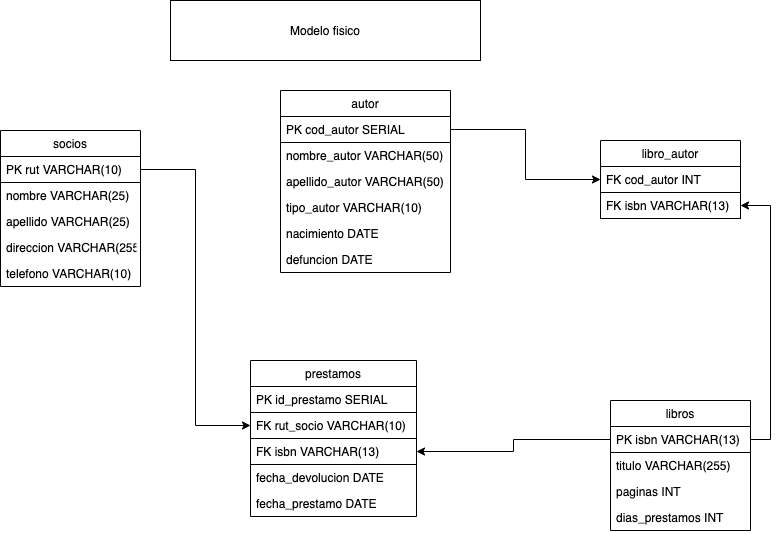 Modelo fisico
autor
PK cod_autor SERIAL
nombre_autor VARCHAR(50)
apellido_autor VARCHAR(50)
tipo_autor VARCHAR(10)
nacimiento DATE
defuncion DATE
socios
PK rut VARCHAR(10)
nombre VARCHAR(25)
apellido VARCHAR(25)
direccion VARCHAR(255
telefono VARCHAR(10)
libro_autor
FK cod_autor INT
FK isbn VARCHAR(13)
prestamos
PK id_prestamo SERIAL
FK rut_socio VARCHAR(10)
FK isbn VARCHAR(13)
fecha_devolucion DATE
fecha_prestamo DATE
libros
PK isbn VARCHAR(13)
titulo VARCHAR(255)
paginas INT
dias_prestamos INT